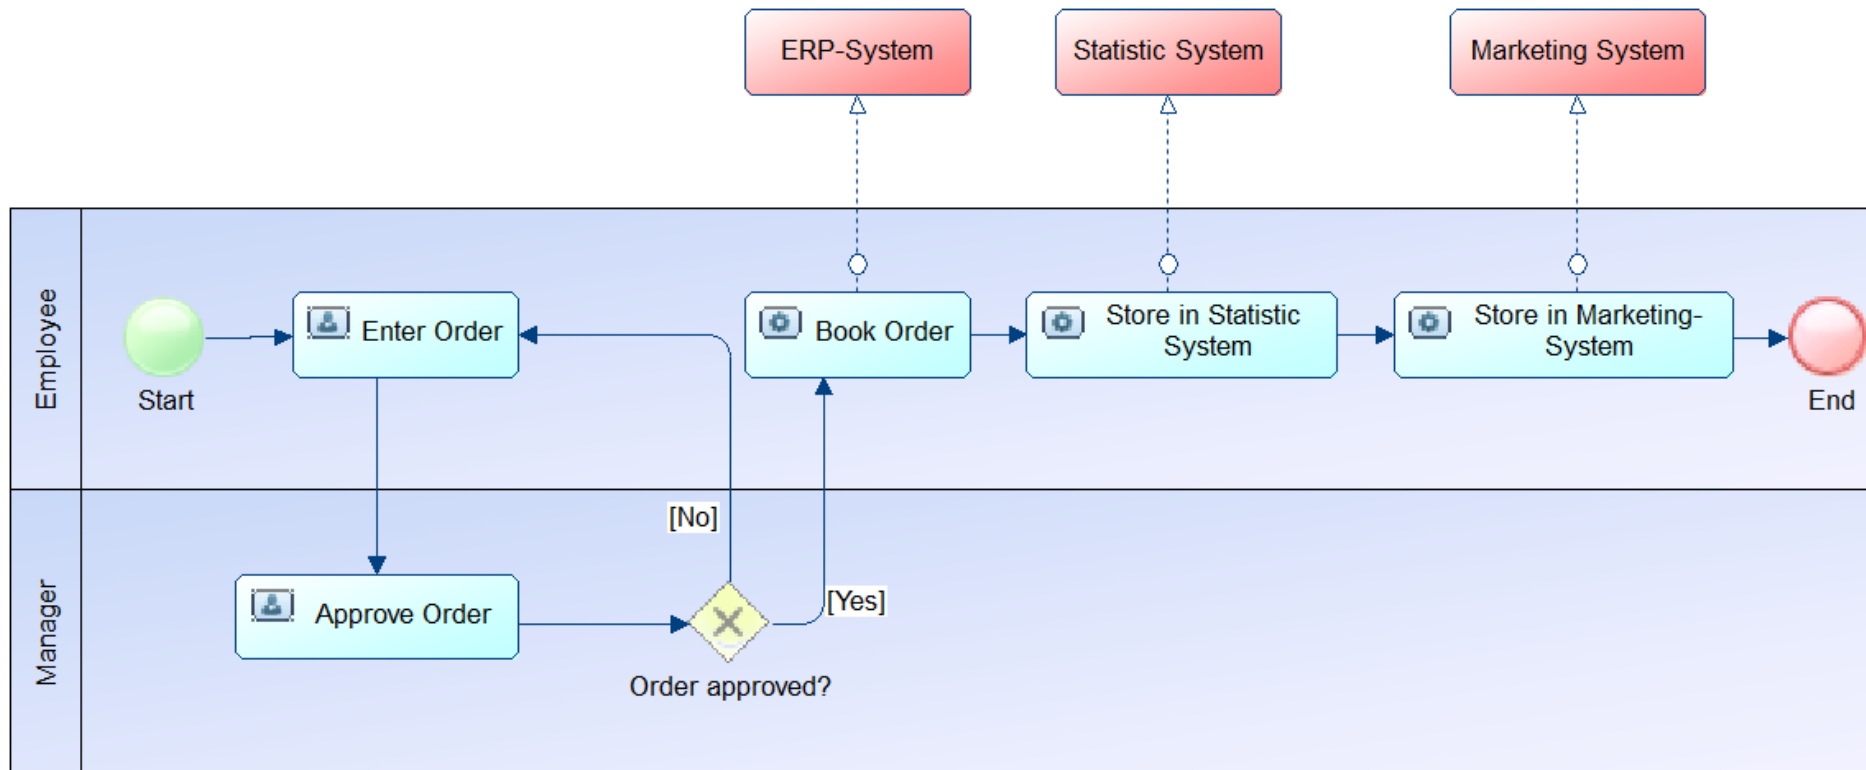 ERP-System
Statistic System
Marketing System
Employee
Start
Enter Order
Book Order
Store in Statistic
System
Store in Marketing-
System
End
Manager
[No]
[Yes]
Approve Order
Order approved?